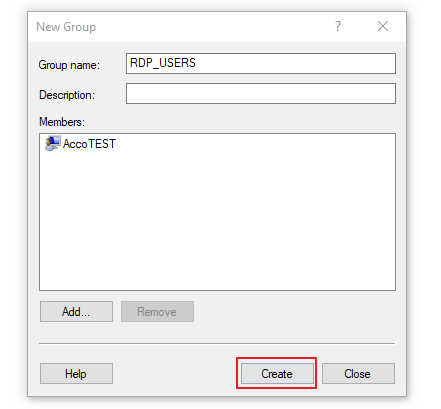 New Group
?
Group name: RDP_USERS
Description:
Members:
AccoTEST
Add... Remove
Help Create Close